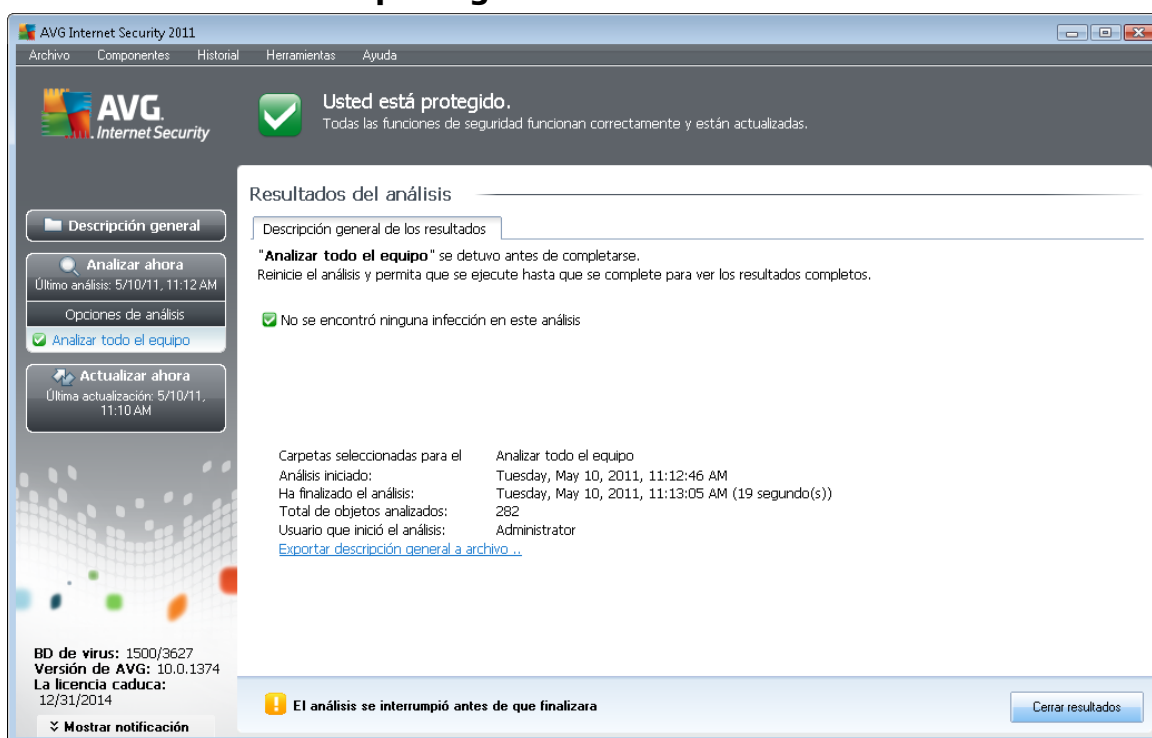 AVG Internet Security 2011
Archivo Componentes Historial Herramientas Ayuda
AVG.
Internet Security
Usted está protegido.
Todas las funciones de seguridad funcionan correctamente y están actualizadas.
Descripción general
Analizar ahora
Último análisis: 5/10/11, 11:12 AM
Opciones de análisis
Analizar todo el equipo
Actualizar ahora
Última actualización: 5/10/11,
11:10 AM
BD de virus: 1500/3627
Versión de AVG: 10.0.1374
La licencia caduca:
12/31/2014
Mostrar notificación
Resultados del análisis
Descripción general de los resultados
"Analizar todo el equipo" se detuvo antes de completarse.
Reinicie el análisis y permita que se ejecute hasta que se complete para ver los resultados completos.
No se encontró ninguna infección en este análisis
Carpetas seleccionadas para el Analizar todo el equipo
Análisis iniciado: Tuesday, May 10, 2011, 11:12:46 AM
Ha finalizado el análisis: Tuesday, May 10, 2011, 11:13:05 AM (19 segundo(s))
Total de objetos analizados: 282
Usuario que inició el análisis: Administrator
Exportar descripción general a archivo ..
El análisis se interrumpió antes de que finalizara
Cerrar resultados